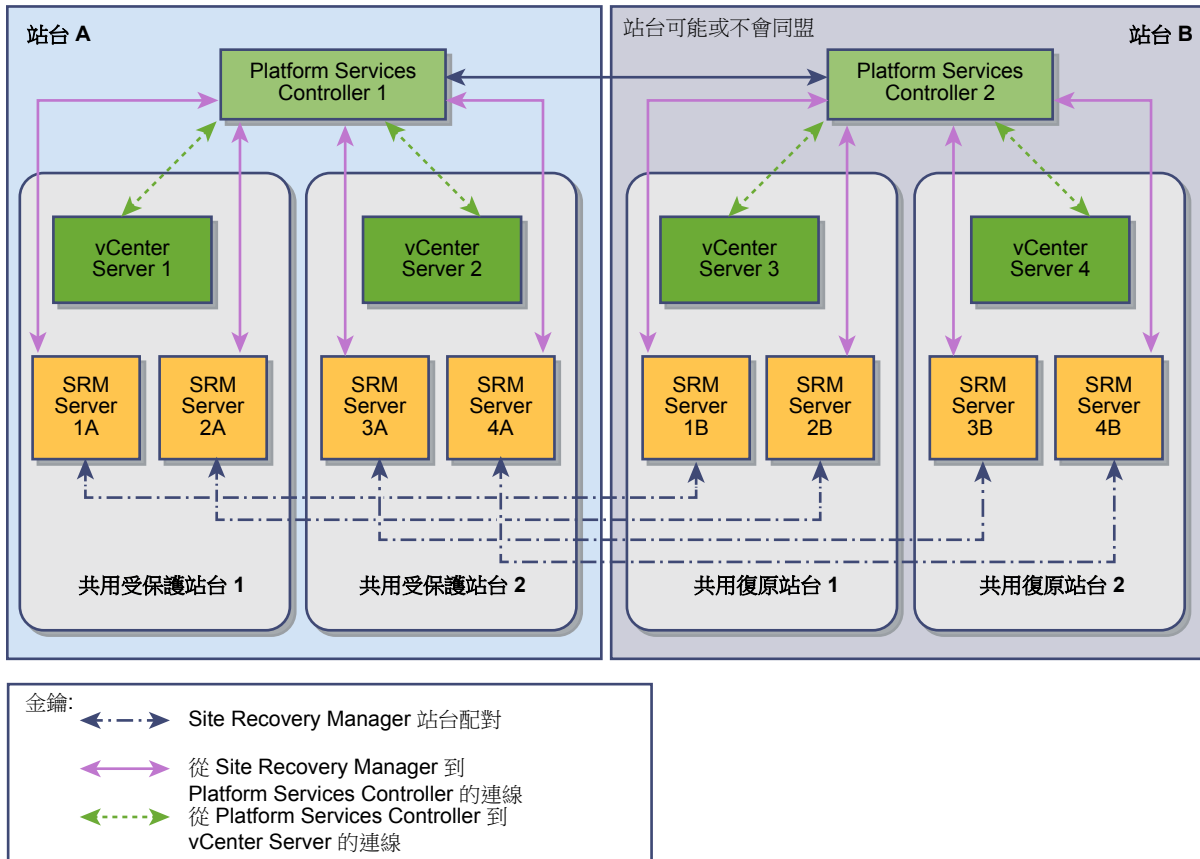 站台 A
站台可能或不會同盟
站台 B
Platform Services
Controller 1
Platform Services
Controller 2
vCenter
Server 1
vCenter
Server 2
vCenter
Server 3
vCenter
Server 4
SRM
Server
1A
SRM
Server
2A
SRM
Server
3A
SRM
Server
4A
SRM
Server
1B
SRM
Server
2B
SRM
Server
3B
SRM
Server
4B
共用受保護站台 1
共用受保護站台 2
共用復原站台 1
共用復原站台 2
金鑰:
Site Recovery Manager 站台配對
從 Site Recovery Manager 到
Platform Services Controller 的連線
從 Platform Services Controller 到
vCenter Server 的連線